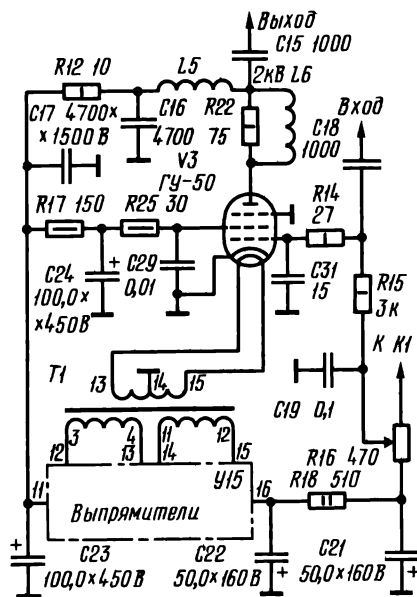 Выход
C15 1000
R12 10
L5
2кВ L6
C17 4700×
×1500 В
C16
4700
R22
75
V3
ГУ-50
Вход
C18
1000
R17 150
R25 30
R14
27
C24
100,0×
×450 В
C29
0,01
C31
15
R15
3к
T1
13
14
15
C19 0,1
К К1
3
4
11
12
12
13
14
15
У15
R16 470
R18 510
11
16
Выпрямители
C23
100,0×450 В
C22
50,0×160 В
C21
50,0×160 В